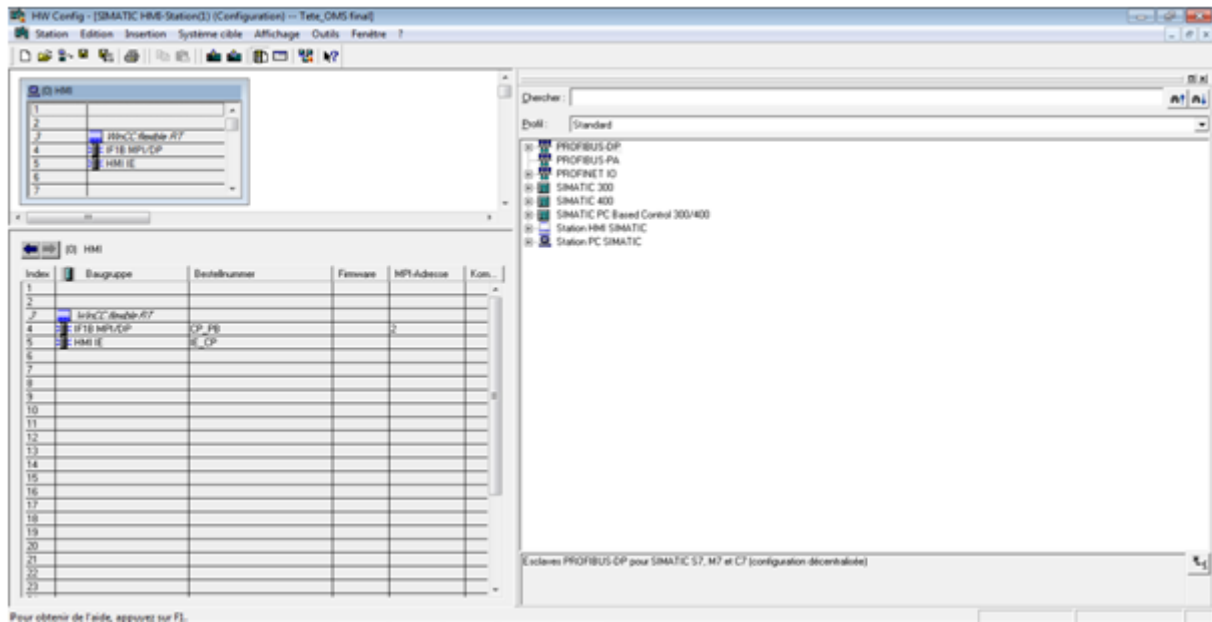 HW Config - [SIMATIC HMI-Station(1) (Configuration) -- Tete_OMS final]
Station Edition Insertion Système cible Affichage Outils Fenêtre ?
(0) HMI
1
2
3 WinCC flexible RT
4 IF1B MPI/DP
5 HMI IE
6
7
(0) HMI
Index Baugruppe Bestellnummer Firmware MPI-Adresse Kom...
1
2
3 WinCC flexible RT
4 IF1B MPI/DP CP_PB 2
5 HMI IE IE_CP
6
7
8
9
10
11
12
13
14
15
16
17
18
19
20
21
22
23
Chercher :
Profil : Standard
PROFIBUS-DP
PROFIBUS-PA
PROFINET IO
SIMATIC 300
SIMATIC 400
SIMATIC PC Based Control 300/400
Station HMI SIMATIC
Station PC SIMATIC
Esclaves PROFIBUS-DP pour SIMATIC S7, M7 et C7 (configuration décentralisée)
Pour obtenir de l'aide, appuyez sur F1.